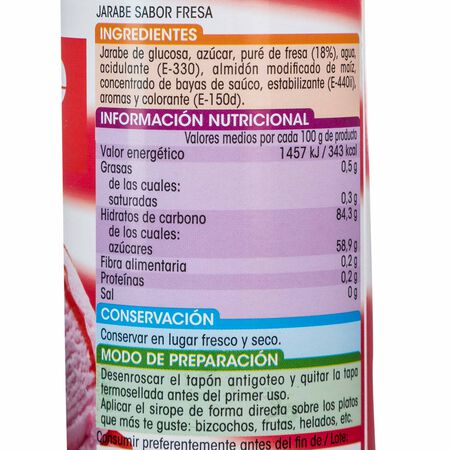 JARABE SABOR FRESA
INGREDIENTES
Jarabe de glucosa, azúcar, puré de fresa (18%), agua,
acidulante (E-330), almidón modificado de maíz,
concentrado de bayas de saúco, estabilizante (E-440ii),
aromas y colorante (E-150d).
INFORMACIÓN NUTRICIONAL
Valores medios por cada 100 g de producto
Valor energético 1457 kJ / 343 kcal
Grasas 0,5 g
de las cuales:
saturadas 0,3 g
Hidratos de carbono 84,3 g
de los cuales:
azúcares 58,9 g
Fibra alimentaria 0,2 g
Proteínas 0,2 g
Sal 0 g
CONSERVACIÓN
Conservar en lugar fresco y seco.
MODO DE PREPARACIÓN
Desenroscar el tapón antigoteo y quitar la tapa
termosellada antes del primer uso.
Aplicar el sirope de forma directa sobre los platos
que más te guste: bizcochos, frutas, helados, etc.
Consumir preferentemente antes del fin de / Lote: